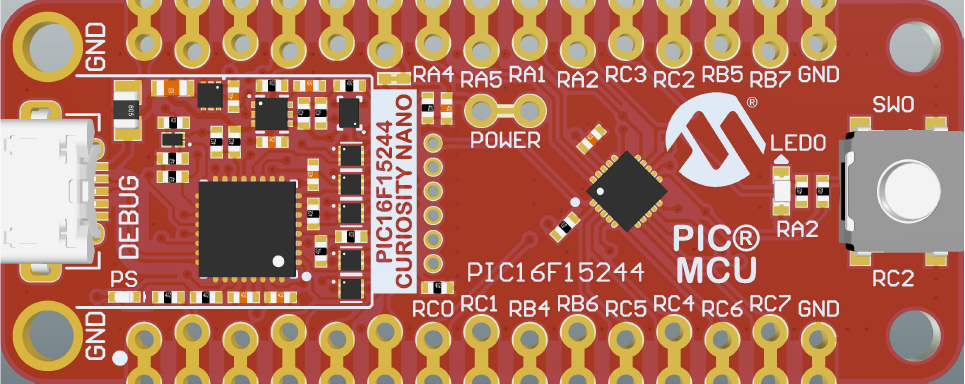 GND
RA4
RA5
RA1
RA2
RC3
RC2
RB5
RB7
GND
POWER
®
SW0
LED0
DEBUG
PIC16F15244
CURIOSITY NANO
RA2
PIC®
MCU
PIC16F15244
RC2
PS
GND
RC0
RC1
RB4
RB6
RC5
RC4
RC6
RC7
GND